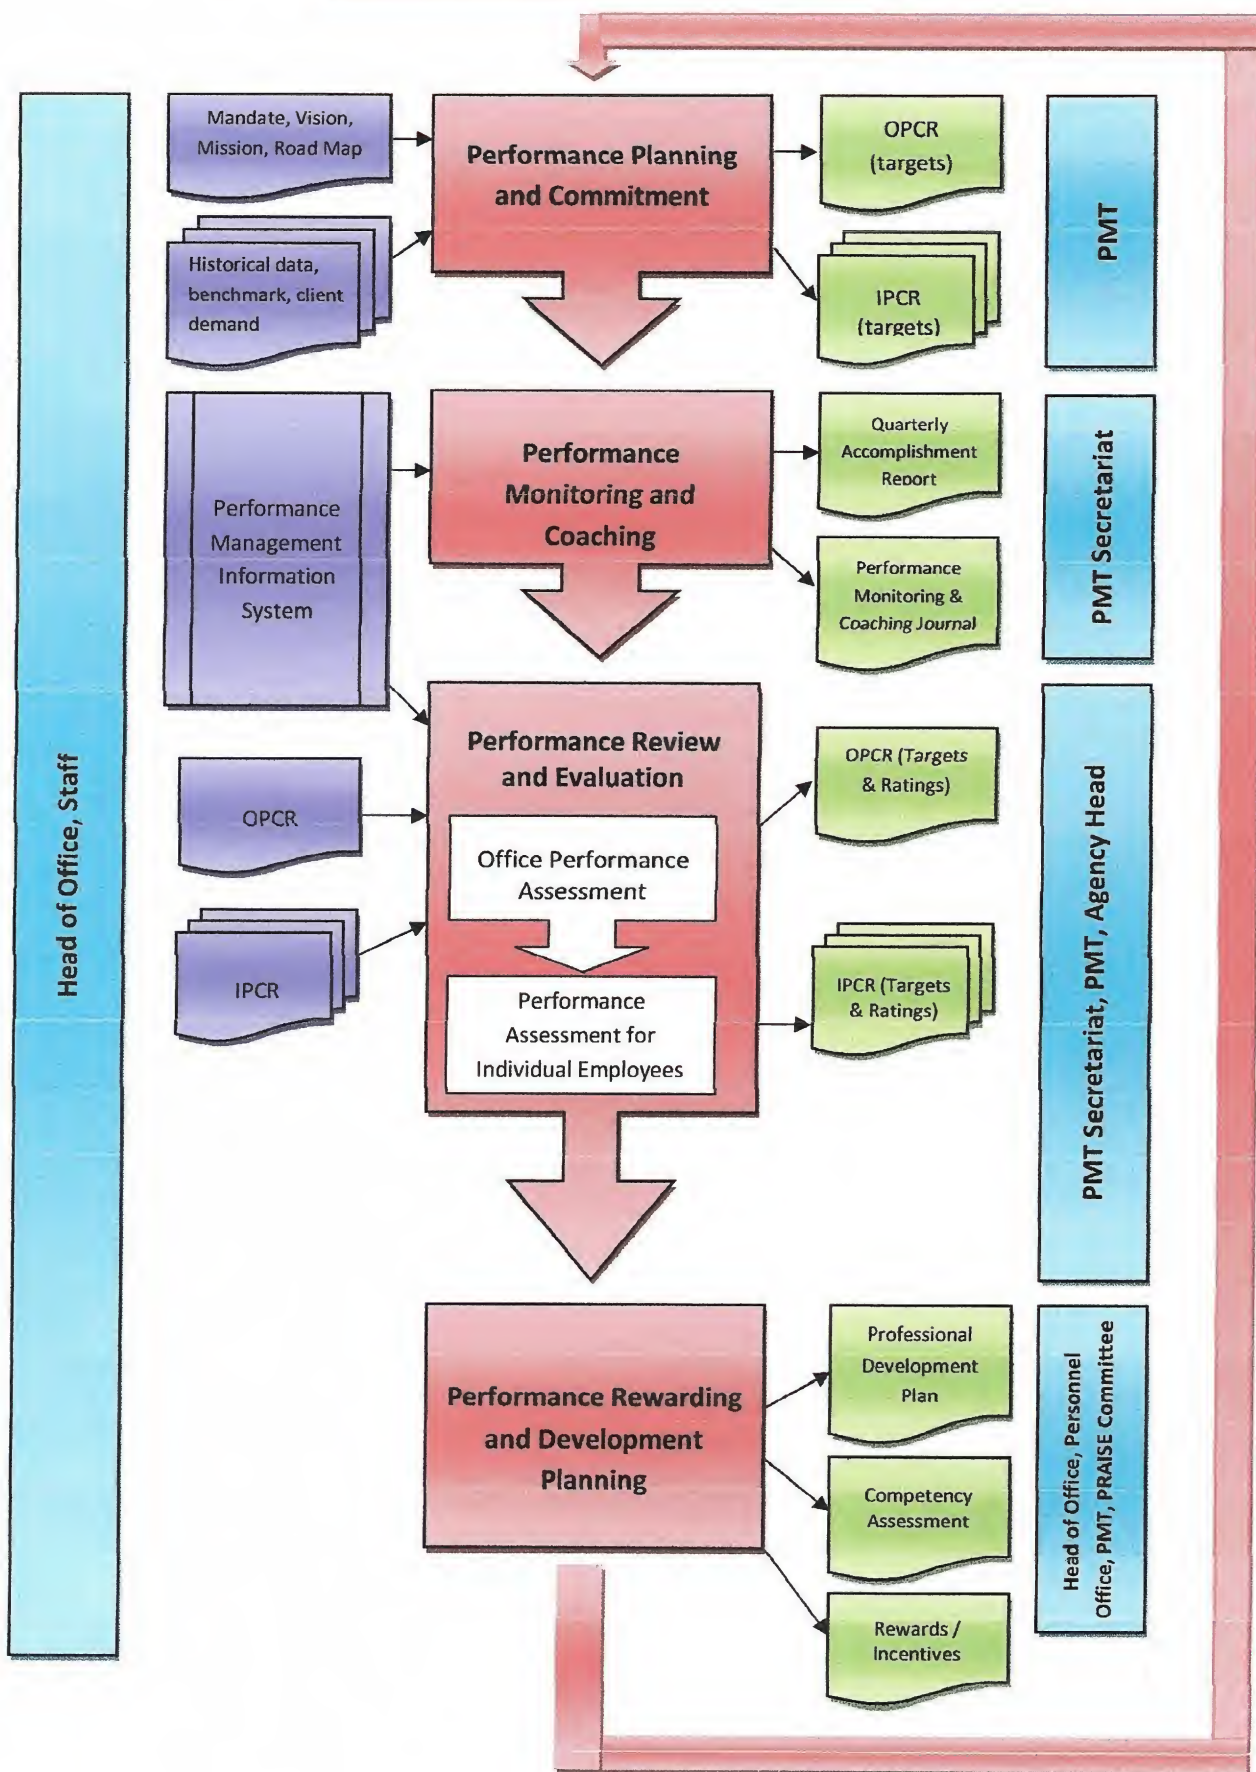 Head of Office, Staff
Mandate, Vision,
Mission, Road Map
Historical data,
benchmark, client
demand
Performance Planning
and Commitment
OPCR
(targets)
IPCR
(targets)
PMT
Performance
Management
Information
System
Performance
Monitoring and
Coaching
Quarterly
Accomplishment
Report
Performance
Monitoring &
Coaching Journal
PMT Secretariat
OPCR
IPCR
Performance Review
and Evaluation
Office Performance
Assessment
Performance
Assessment for
Individual Employees
OPCR (Targets
& Ratings)
IPCR (Targets
& Ratings)
PMT Secretariat, PMT, Agency Head
Performance Rewarding
and Development
Planning
Professional
Development
Plan
Competency
Assessment
Rewards /
Incentives
Head of Office, Personnel
Office, PMT, PRAISE Committee